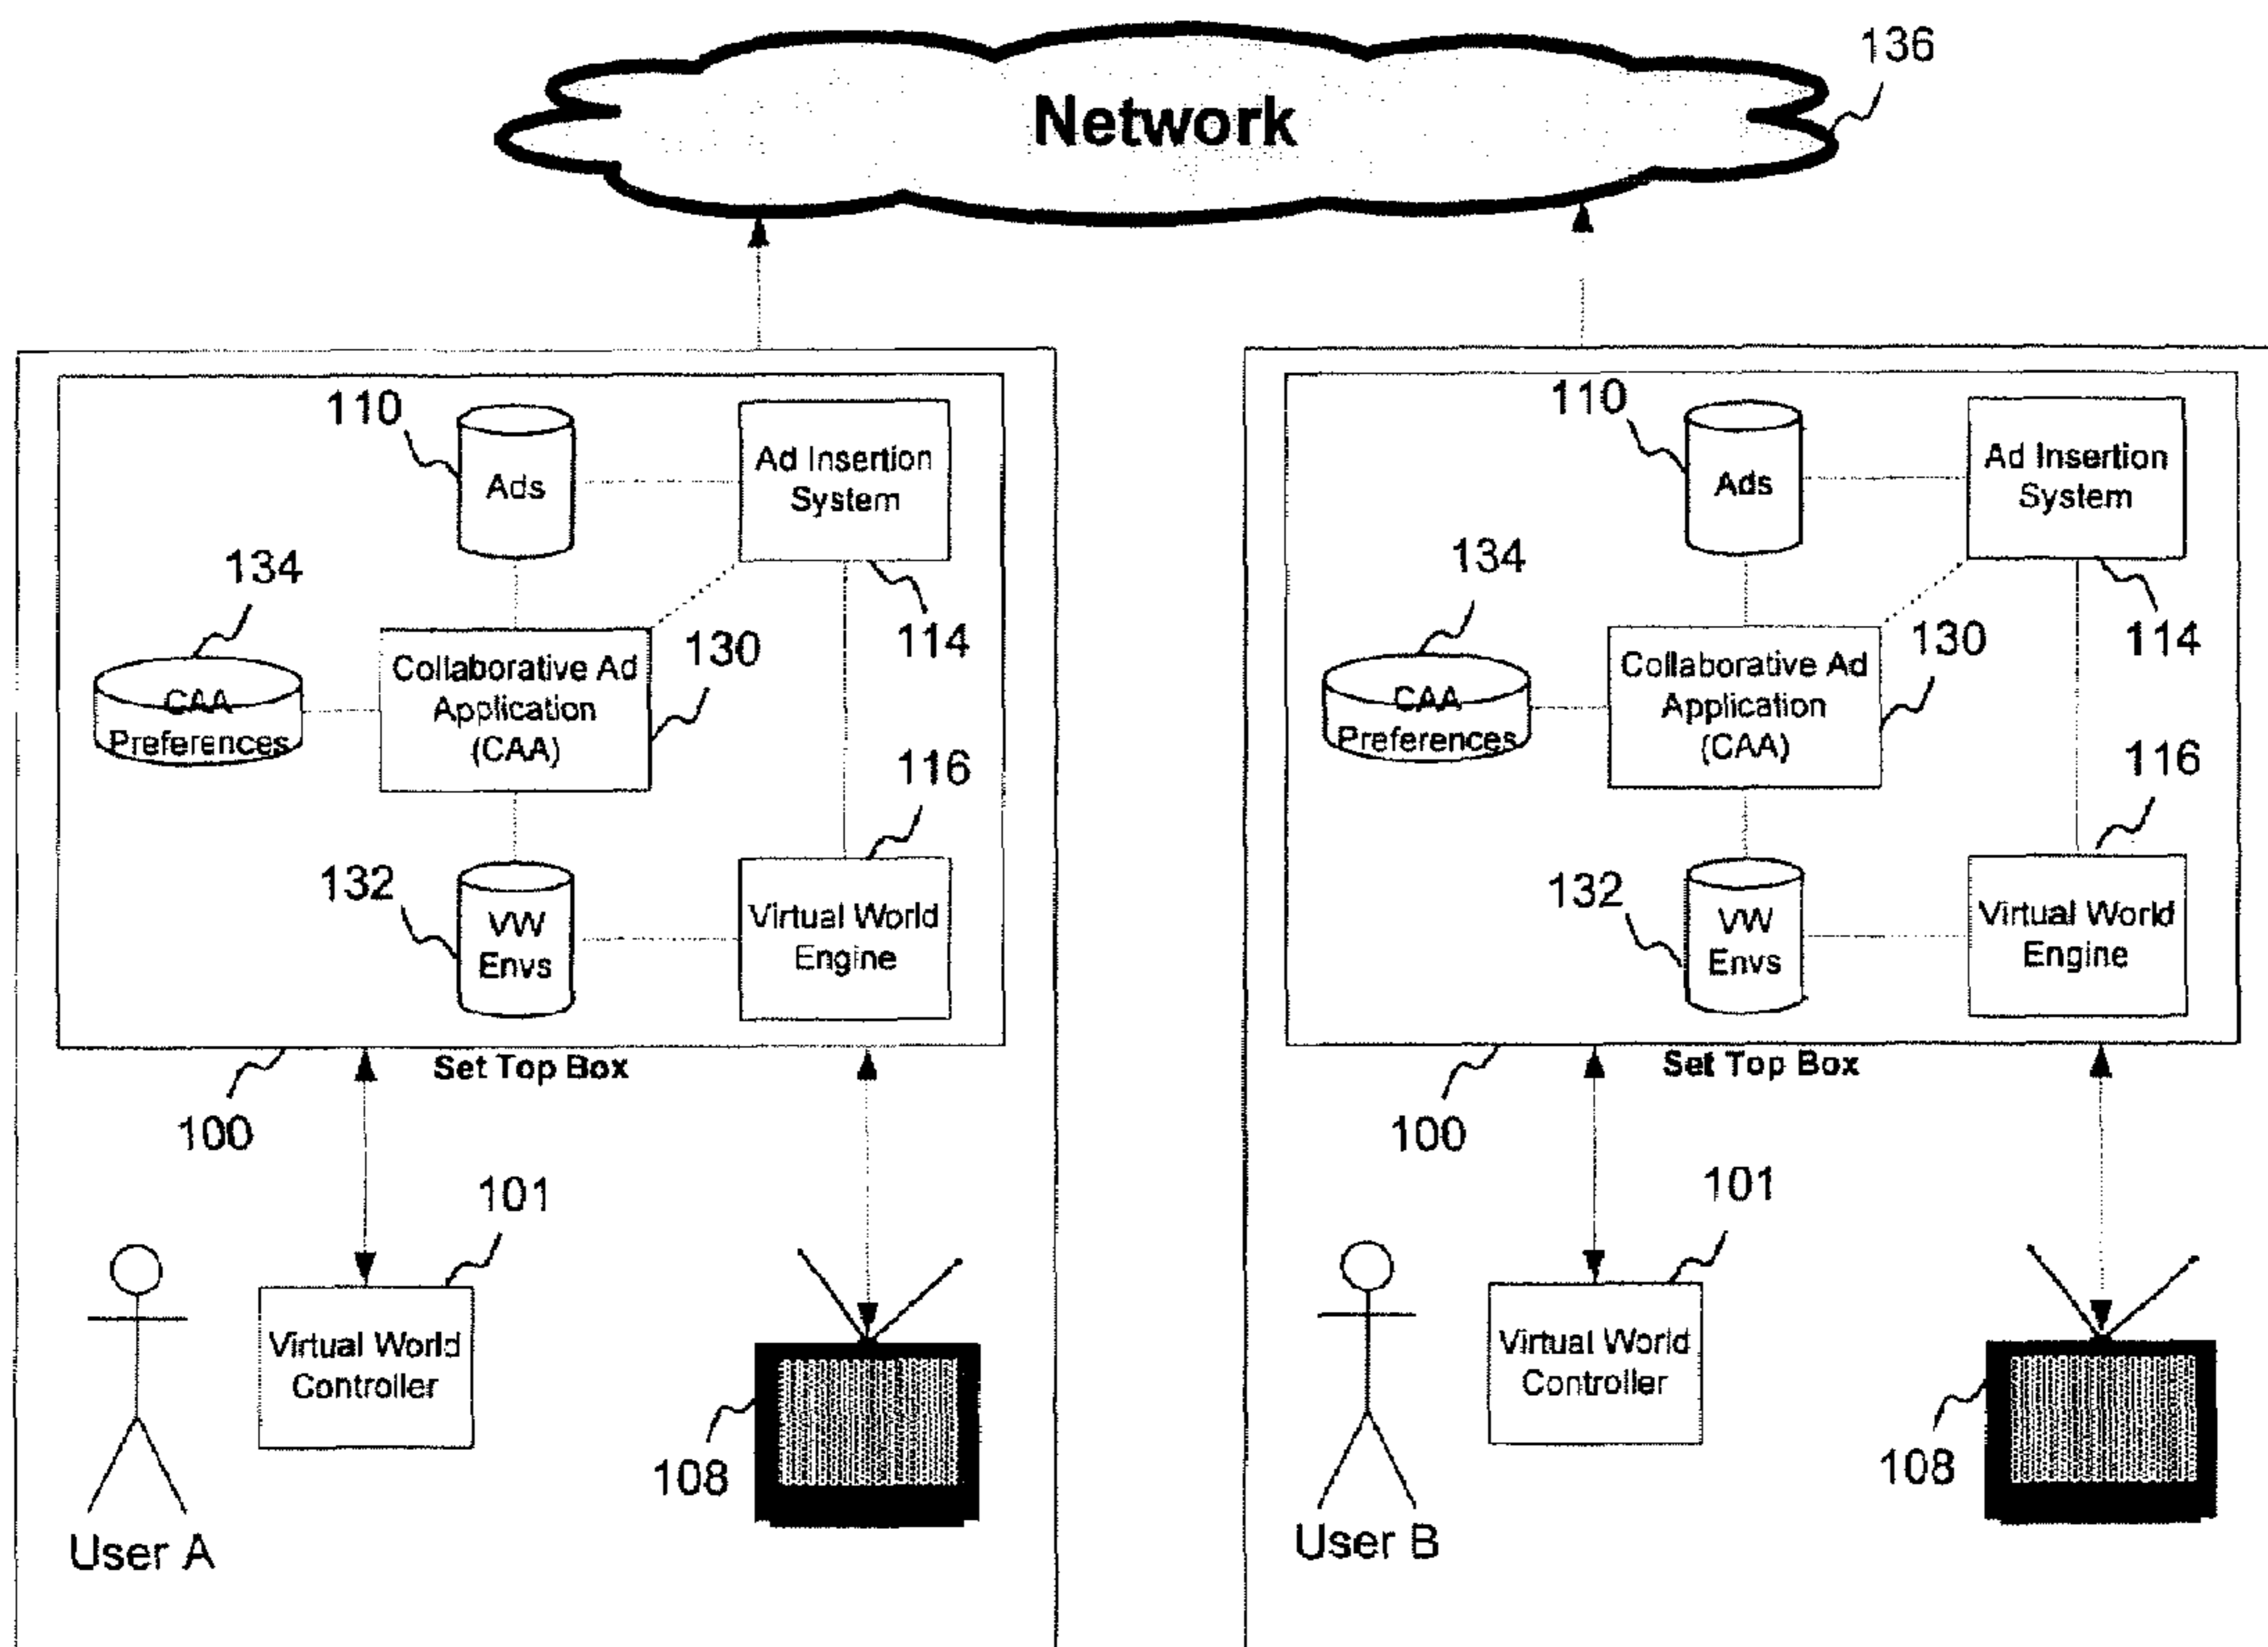 136
Network
110
Ads
Ad Insertion
System
134
114
130
CAA
Preferences
Collaborative Ad
Application
(CAA)
116
132
VW
Envs
Virtual World
Engine
Set Top Box
100
101
Virtual World
Controller
108
User A
110
Ads
Ad Insertion
System
134
114
130
CAA
Preferences
Collaborative Ad
Application
(CAA)
116
132
VW
Envs
Virtual World
Engine
Set Top Box
100
101
Virtual World
Controller
108
User B